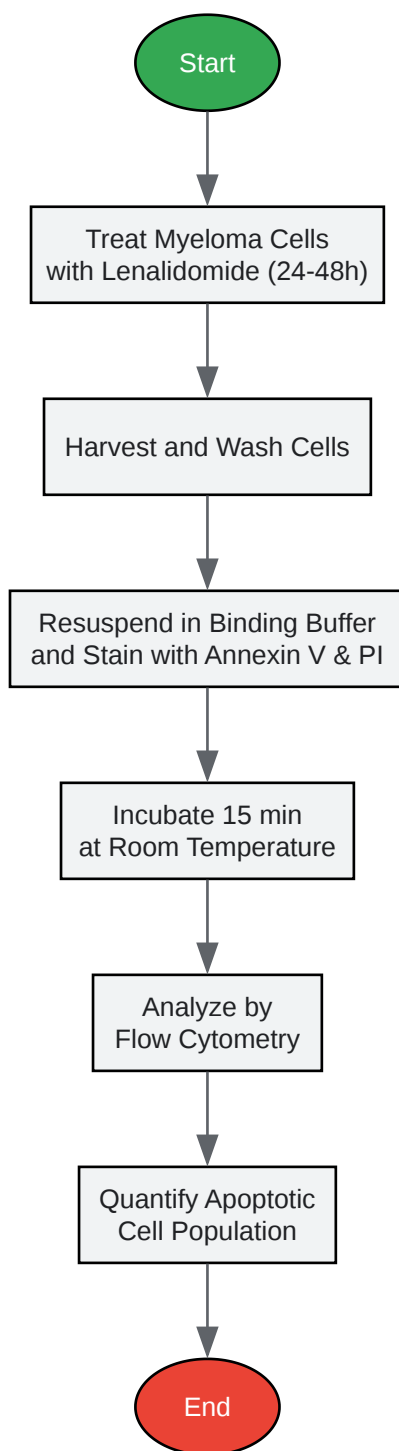 Start
Treat Myeloma Cells
with Lenalidomide (24-48h)
Harvest and Wash Cells
Resuspend in Binding Buffer
and Stain with Annexin V & PI
Incubate 15 min
at Room Temperature
Analyze by
Flow Cytometry
Quantify Apoptotic
Cell Population
End